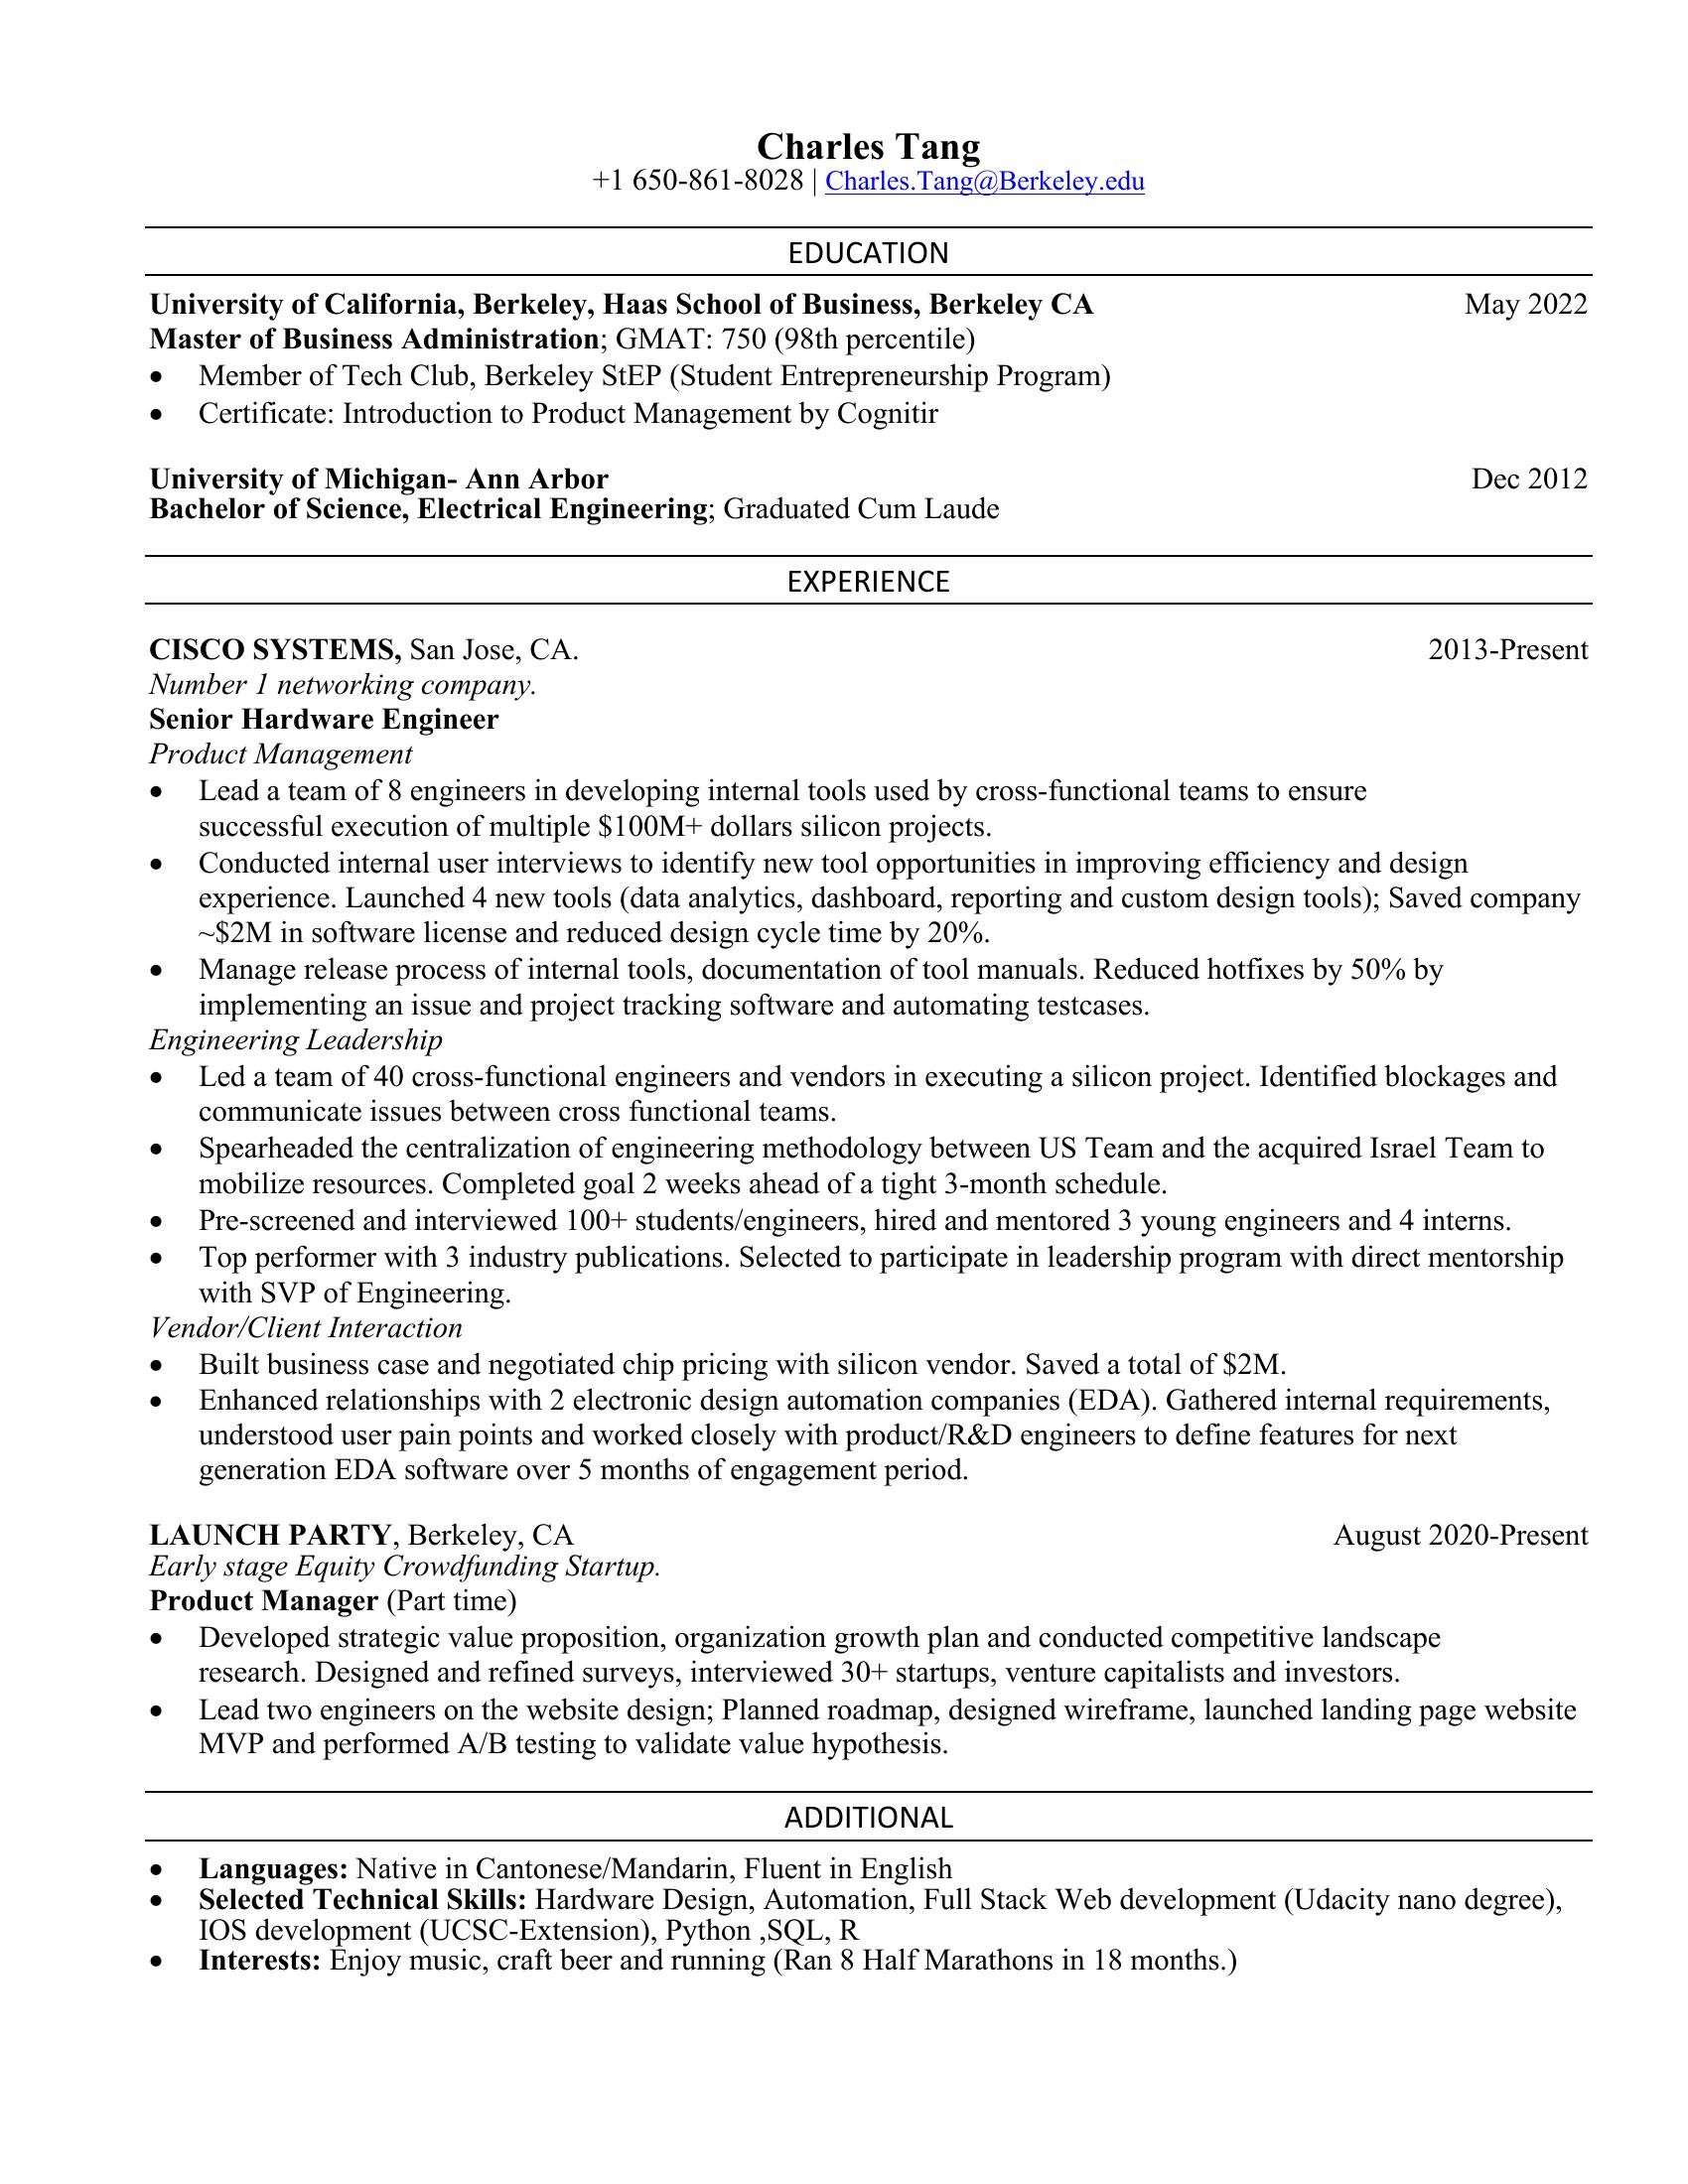 Charles Tang
+1 650-861-8028 | Charles.Tang@Berkeley.edu
EDUCATION
University of California, Berkeley, Haas School of Business, Berkeley CA May 2022
Master of Business Administration; GMAT: 750 (98th percentile)
• Member of Tech Club, Berkeley StEP (Student Entrepreneurship Program)
• Certificate: Introduction to Product Management by Cognitir
University of Michigan- Ann Arbor Dec 2012
Bachelor of Science, Electrical Engineering; Graduated Cum Laude
EXPERIENCE
CISCO SYSTEMS, San Jose, CA. 2013-Present
Number 1 networking company.
Senior Hardware Engineer
Product Management
• Lead a team of 8 engineers in developing internal tools used by cross-functional teams to ensure
successful execution of multiple $100M+ dollars silicon projects.
• Conducted internal user interviews to identify new tool opportunities in improving efficiency and design
experience. Launched 4 new tools (data analytics, dashboard, reporting and custom design tools); Saved company
~$2M in software license and reduced design cycle time by 20%.
• Manage release process of internal tools, documentation of tool manuals. Reduced hotfixes by 50% by
implementing an issue and project tracking software and automating testcases.
Engineering Leadership
• Led a team of 40 cross-functional engineers and vendors in executing a silicon project. Identified blockages and
communicate issues between cross functional teams.
• Spearheaded the centralization of engineering methodology between US Team and the acquired Israel Team to
mobilize resources. Completed goal 2 weeks ahead of a tight 3-month schedule.
• Pre-screened and interviewed 100+ students/engineers, hired and mentored 3 young engineers and 4 interns.
• Top performer with 3 industry publications. Selected to participate in leadership program with direct mentorship
with SVP of Engineering.
Vendor/Client Interaction
• Built business case and negotiated chip pricing with silicon vendor. Saved a total of $2M.
• Enhanced relationships with 2 electronic design automation companies (EDA). Gathered internal requirements,
understood user pain points and worked closely with product/R&D engineers to define features for next
generation EDA software over 5 months of engagement period.
LAUNCH PARTY, Berkeley, CA August 2020-Present
Early stage Equity Crowdfunding Startup.
Product Manager (Part time)
• Developed strategic value proposition, organization growth plan and conducted competitive landscape
research. Designed and refined surveys, interviewed 30+ startups, venture capitalists and investors.
• Lead two engineers on the website design; Planned roadmap, designed wireframe, launched landing page website
MVP and performed A/B testing to validate value hypothesis.
ADDITIONAL
• Languages: Native in Cantonese/Mandarin, Fluent in English
• Selected Technical Skills: Hardware Design, Automation, Full Stack Web development (Udacity nano degree),
IOS development (UCSC-Extension), Python ,SQL, R
• Interests: Enjoy music, craft beer and running (Ran 8 Half Marathons in 18 months.)